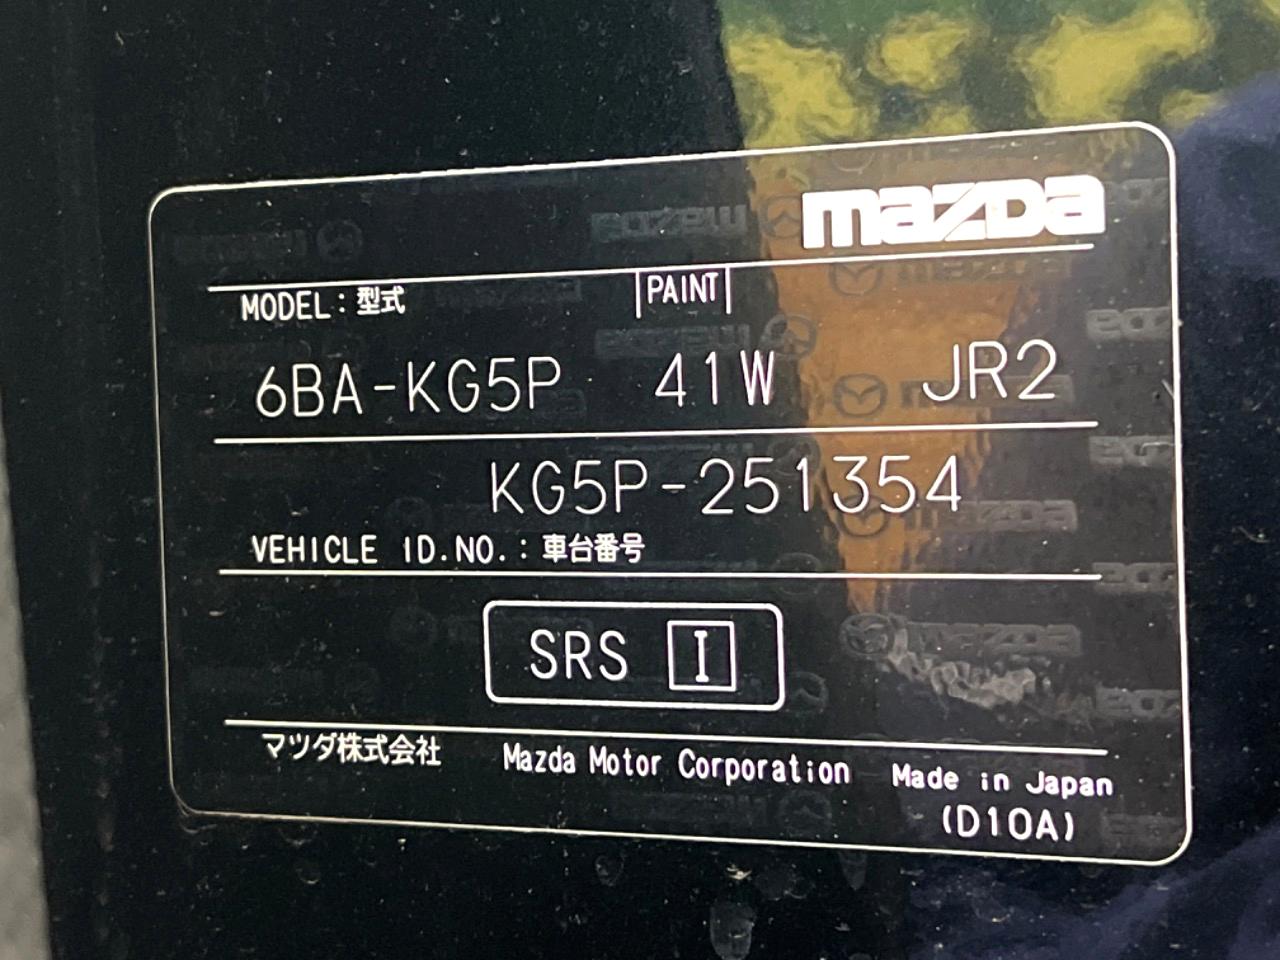 mazda
MODEL：型式 PAINT
6BA-KG5P 41W JR2
KG5P-251354
VEHICLE ID.NO.：車台番号
SRS I
マツダ株式会社 Mazda Motor Corporation Made in Japan
(D10A)